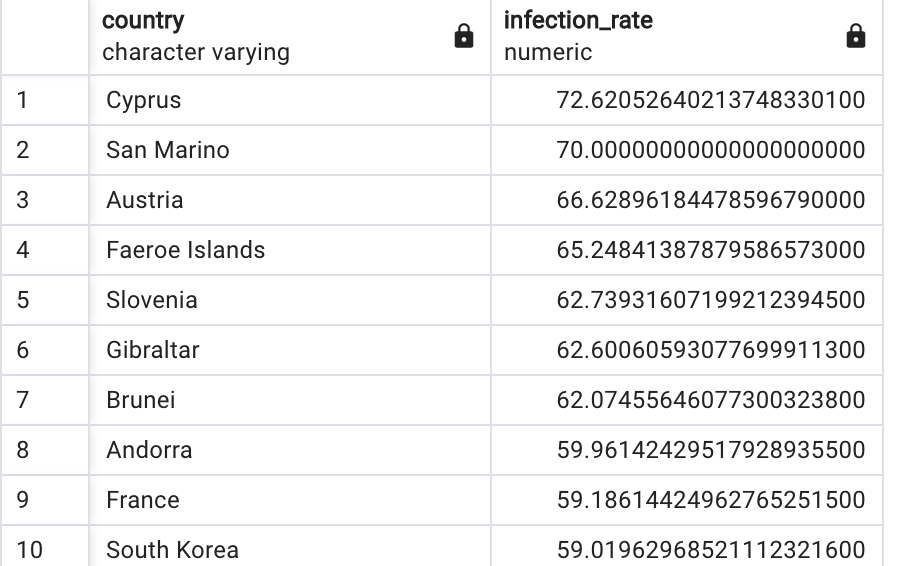 country infection_rate
character varying numeric
1 Cyprus 72.62052640213748330100
2 San Marino 70.00000000000000000000
3 Austria 66.62896184478596790000
4 Faeroe Islands 65.24841387879586573000
5 Slovenia 62.73931607199212394500
6 Gibraltar 62.60060593077699911300
7 Brunei 62.07455646077300323800
8 Andorra 59.96142429517928935500
9 France 59.18614424962765251500
10 South Korea 59.01962968521112321600